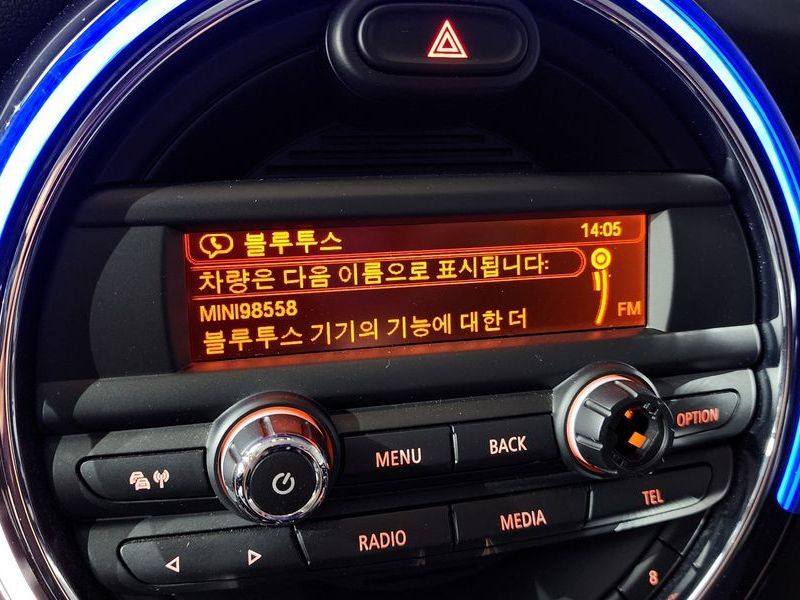 블루투스 14:05
차량은 다음 이름으로 표시됩니다:
MINI98558
블루투스 기기의 기능에 대한 더
FM
MENU
BACK
OPTION
RADIO
MEDIA
TEL
8